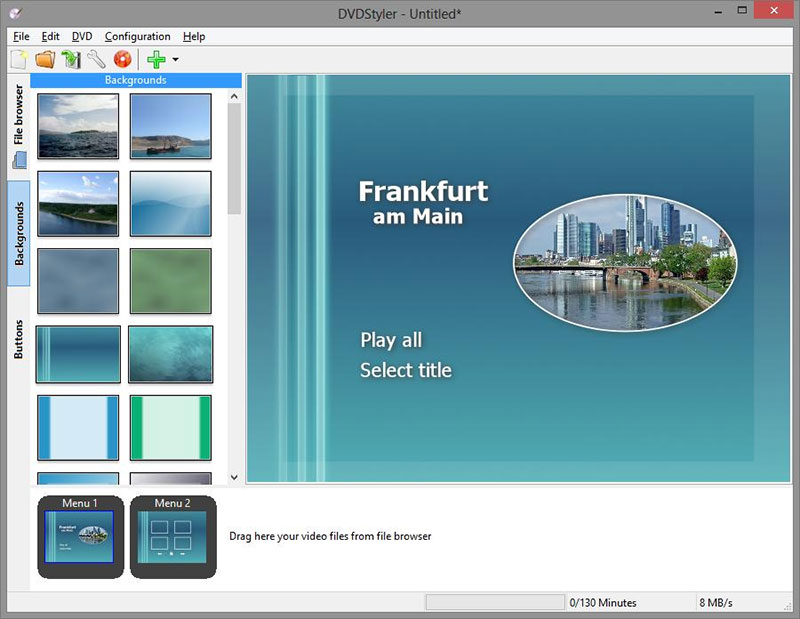 DVDStyler - Untitled*
File Edit DVD Configuration Help
Backgrounds
File browser
Backgrounds
Buttons
Frankfurt
am Main
Play all
Select title
Menu 1
Menu 2
Drag here your video files from file browser
0/130 Minutes
8 MB/s